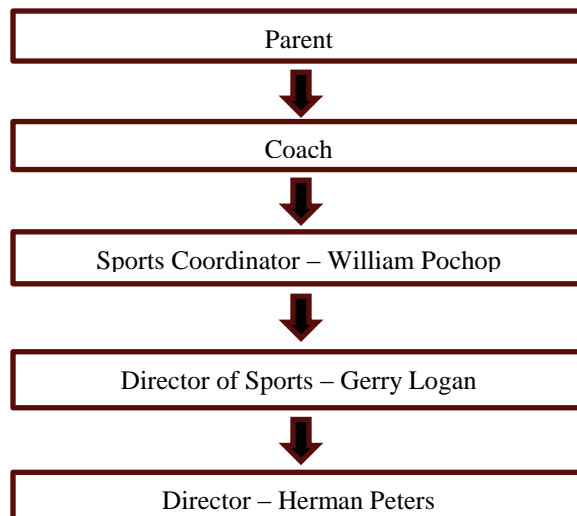 Parent
Coach
Sports Coordinator – William Pochop
Director of Sports – Gerry Logan
Director – Herman Peters